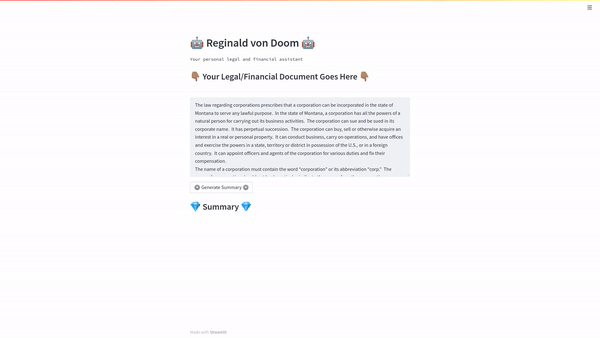 🤖 Reginald von Doom 🤖
Your personal legal and financial assistant
👇🏽 Your Legal/Financial Document Goes Here 👇🏽
The law regarding corporations prescribes that a corporation can be incorporated in the state of
Montana to serve any lawful purpose. In the state of Montana, a corporation has all the powers of a
natural person for carrying out its business activities. The corporation can sue and be sued in its
corporate name. It has perpetual succession. The corporation can buy, sell or otherwise acquire an
interest in a real or personal property. It can conduct business, carry on operations, and have offices
and exercise the powers in a state, territory or district in possession of the U.S., or in a foreign
country. It can appoint officers and agents of the corporation for various duties and fix their
compensation.
The name of a corporation must contain the word "corporation" or its abbreviation "corp." The
Generate Summary
💎 Summary 💎
Made with Streamlit